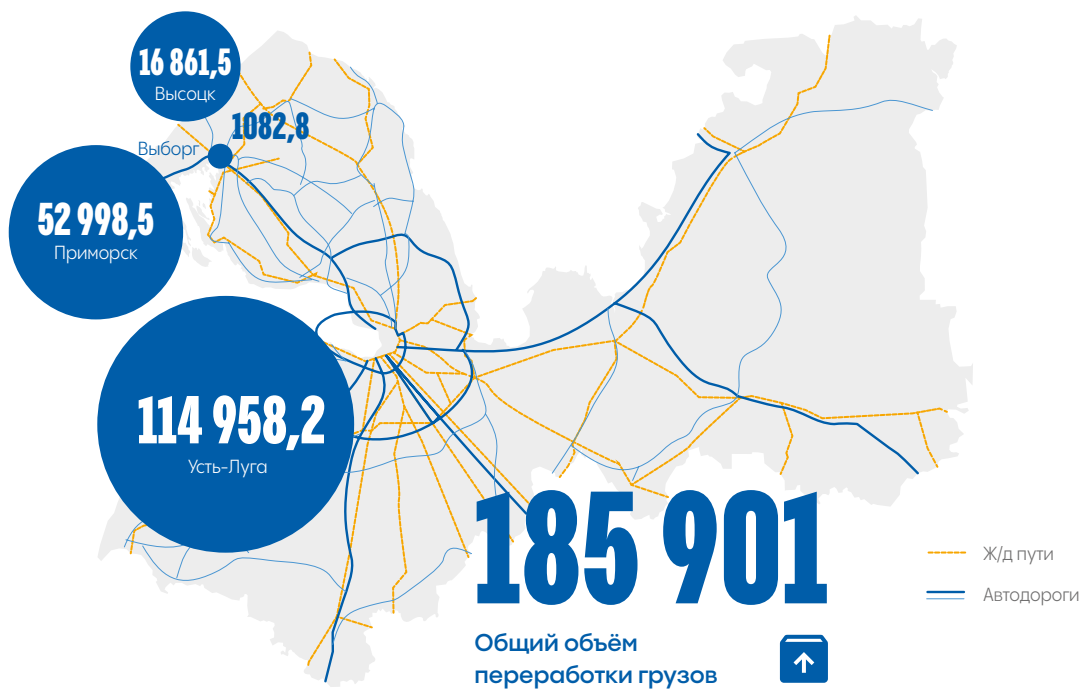 16 861,5
Высоцк
1082,8
Выборг
52 998,5
Приморск
114 958,2
Усть-Луга
185 901
Общий объём
переработки грузов
Ж/д пути
Автодороги